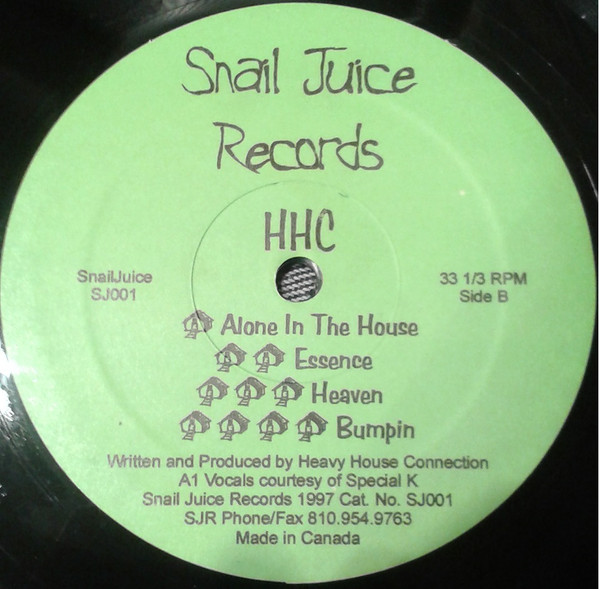 Snail Juice
Records
HHC
SnailJuice
SJ001
33 1/3 RPM
Side B
Alone In The House
Essence
Heaven
Bumpin
Written and Produced by Heavy House Connection
A1 Vocals courtesy of Special K
Snail Juice Records 1997 Cat. No. SJ001
SJR Phone/Fax 810.954.9763
Made in Canada